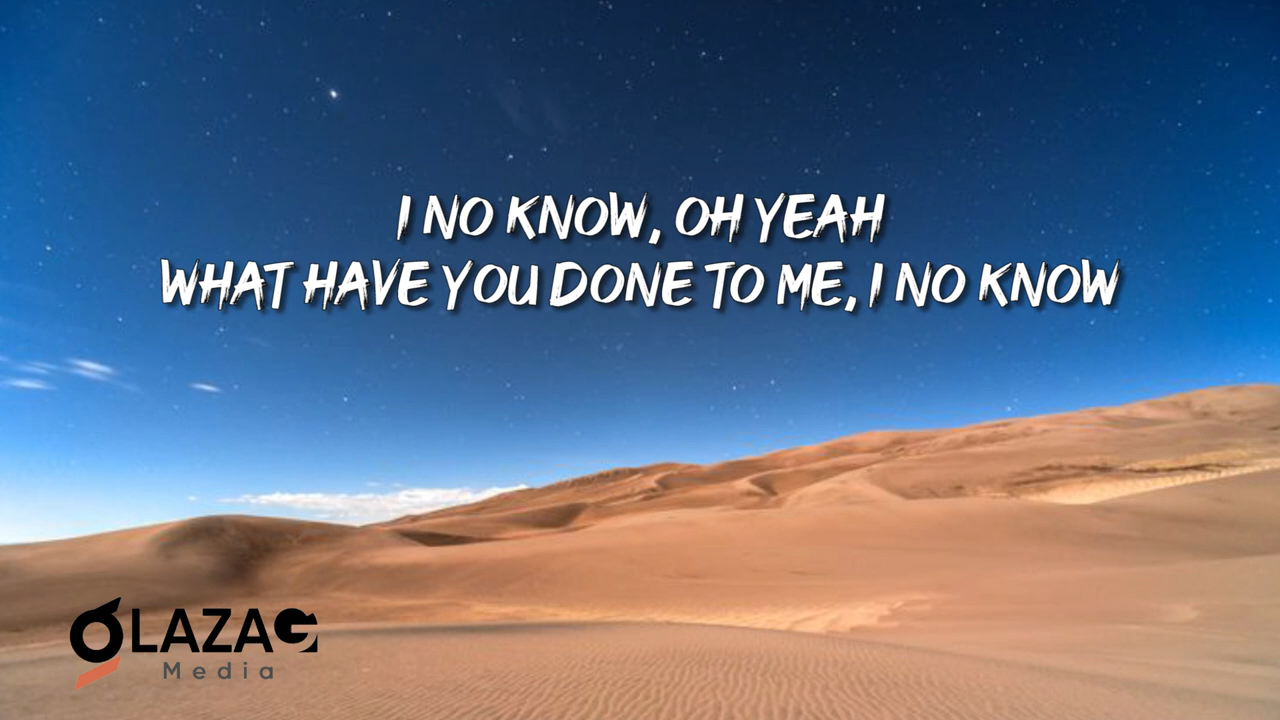 I NO KNOW, OH YEAH
WHAT HAVE YOU DONE TO ME, I NO KNOW
OLAZAG
Media